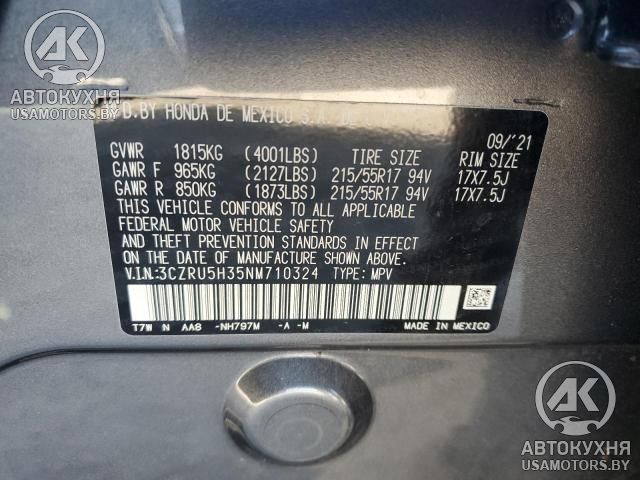 АВТОКУХНЯ
USAMOTORS.BY
D.BY HONDA DE MEXICO S.A. DE
09/'21
GVWR 1815KG (4001LBS) TIRE SIZE RIM SIZE
GAWR F 965KG (2127LBS) 215/55R17 94V 17X7.5J
GAWR R 850KG (1873LBS) 215/55R17 94V 17X7.5J
THIS VEHICLE CONFORMS TO ALL APPLICABLE
FEDERAL MOTOR VEHICLE SAFETY
AND THEFT PREVENTION STANDARDS IN EFFECT
ON THE DATE OF MANUFACTURE SHOWN ABOVE.
V.I.N.:3CZRU5H35NM710324 TYPE: MPV
T7W N AA8 -NH797M -A -M MADE IN MEXICO
АК
АВТОКУХНЯ
USAMOTORS.BY